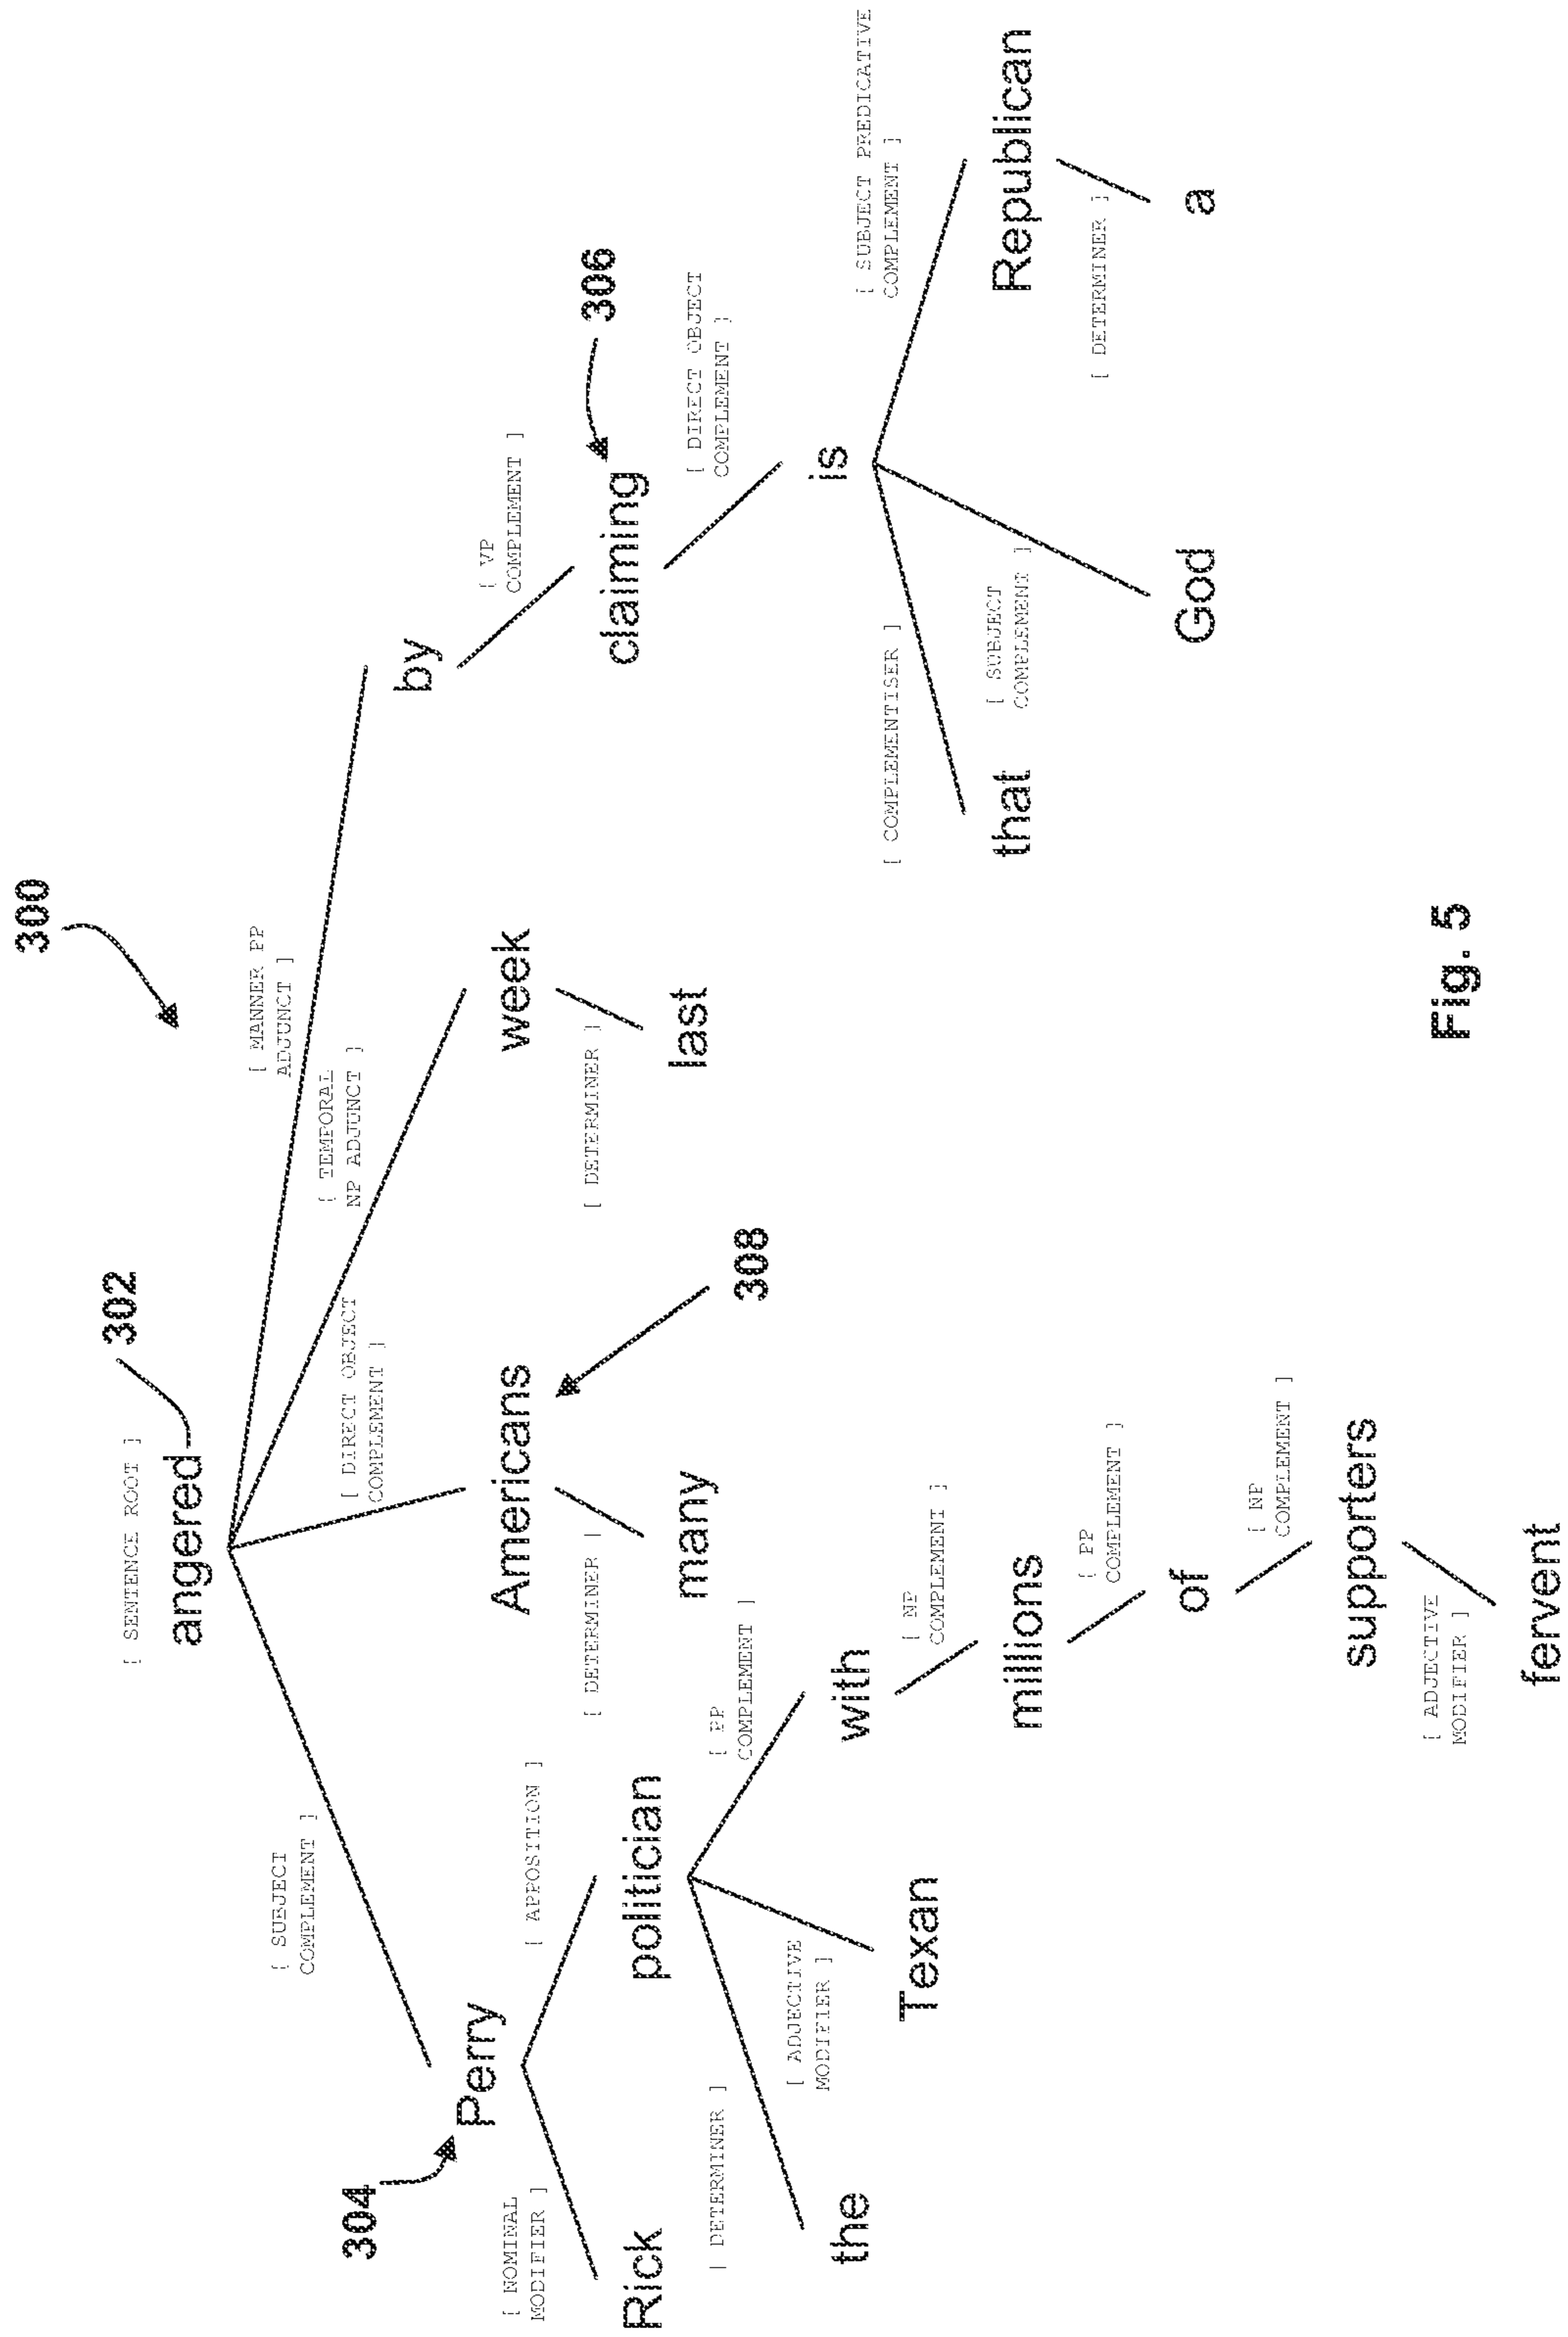 300
[ SENTENCE ROOT ]
302
angered
[ SUBJECT
COMPLEMENT ]
[ DIRECT OBJECT
COMPLEMENT ]
[ TEMPORAL
NP ADJUNCT ]
[ MANNER PP
ADJUNCT ]
304
Perry
Americans
week
by
308
[ NOMINAL
MODIFIER ]
[ APPOSITION ]
[ DETERMINER ]
[ DETERMINER ]
[ VP
COMPLEMENT ]
306
Rick
politician
many
last
claiming
[ DETERMINER ]
[ ADJECTIVE
MODIFIER ]
[ PP
COMPLEMENT ]
[ DIRECT OBJECT
COMPLEMENT ]
the
Texan
with
is
[ NP
COMPLEMENT ]
[ COMPLEMENTISER ]
[ SUBJECT
COMPLEMENT ]
[ SUBJECT PREDICATIVE
COMPLEMENT ]
millions
that
God
Republican
[ PP
COMPLEMENT ]
[ DETERMINER ]
of
a
[ NP
COMPLEMENT ]
supporters
[ ADJECTIVE
MODIFIER ]
fervent
Fig. 5